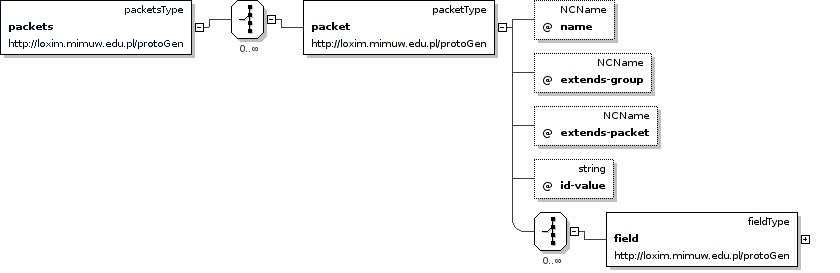 packetsType
packets
http://loxim.mimuw.edu.pl/protoGen
0..∞
packetType
packet
http://loxim.mimuw.edu.pl/protoGen
NCName
@ name
NCName
@ extends-group
NCName
@ extends-packet
string
@ id-value
0..∞
fieldType
field
http://loxim.mimuw.edu.pl/protoGen